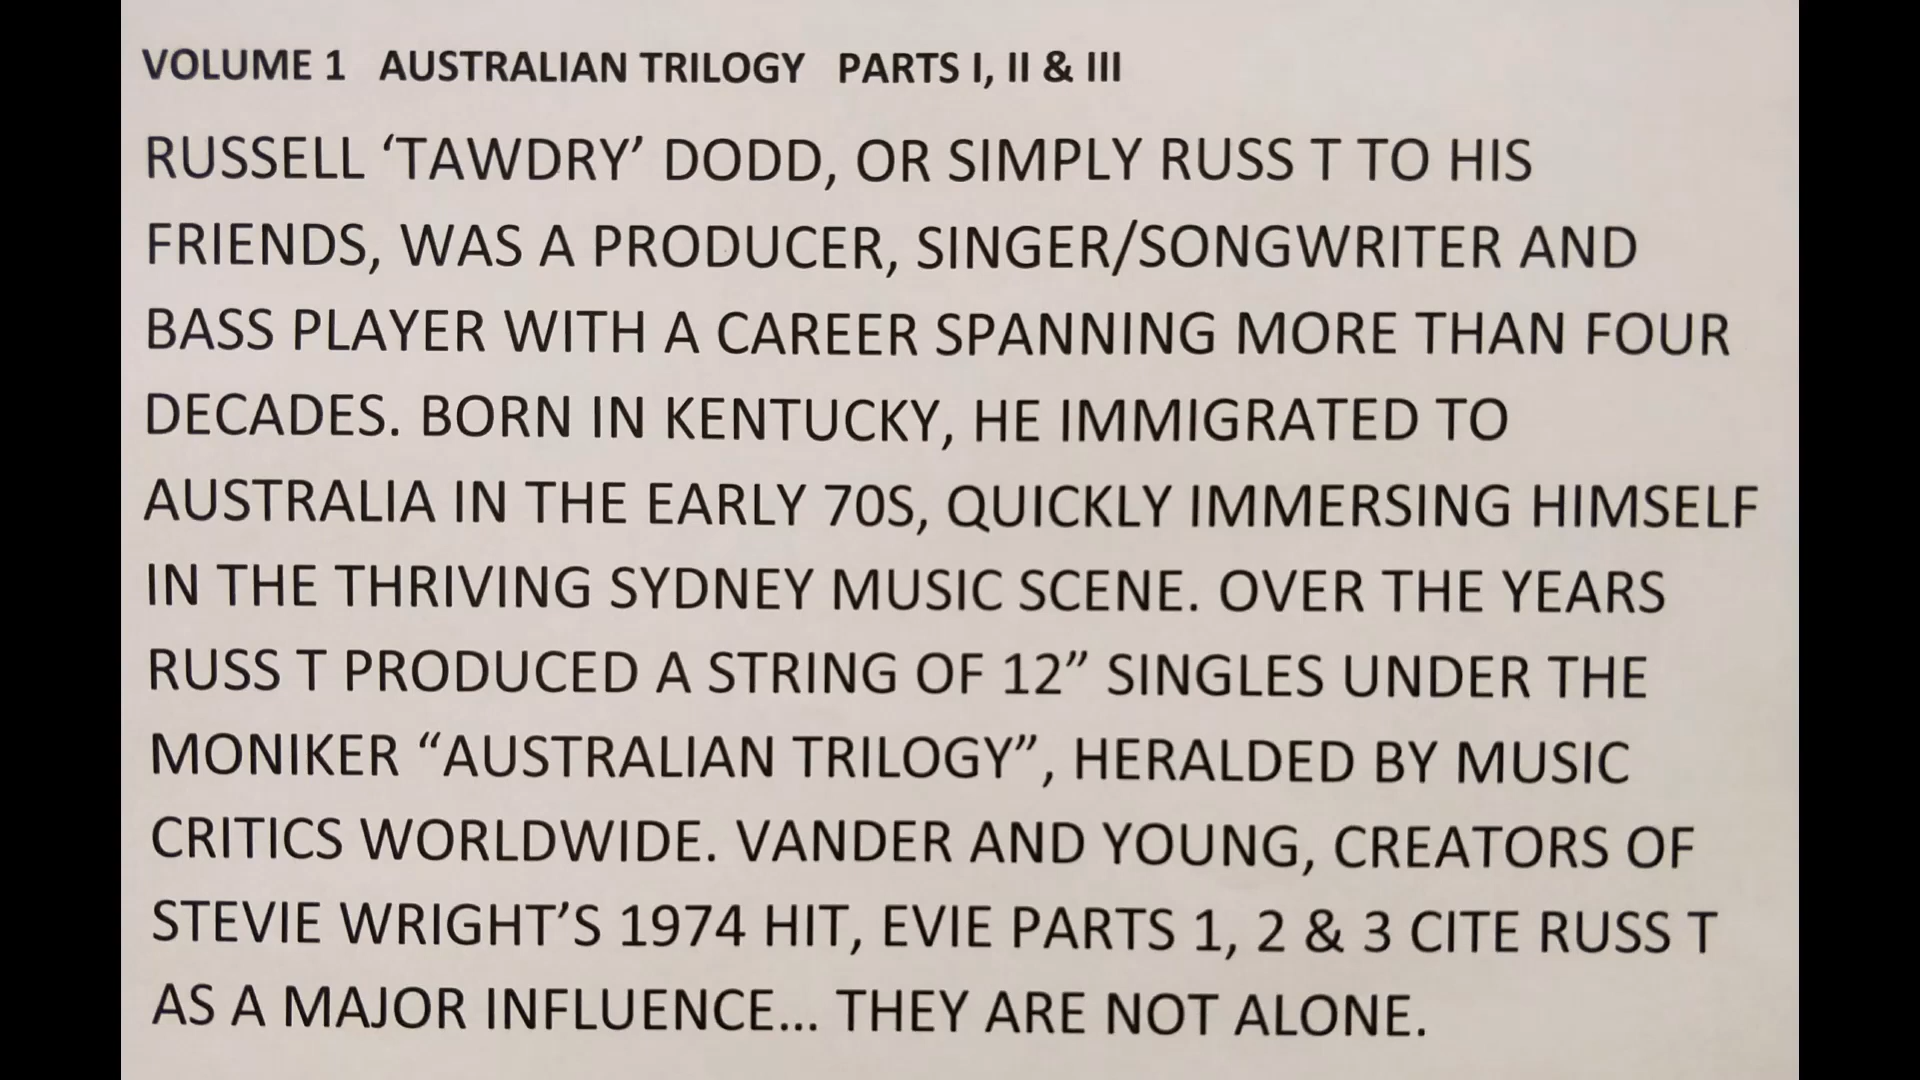 VOLUME 1 AUSTRALIAN TRILOGY PARTS I, II & III
RUSSELL ‘TAWDRY’ DODD, OR SIMPLY RUSS T TO HIS
FRIENDS, WAS A PRODUCER, SINGER/SONGWRITER AND
BASS PLAYER WITH A CAREER SPANNING MORE THAN FOUR
DECADES. BORN IN KENTUCKY, HE IMMIGRATED TO
AUSTRALIA IN THE EARLY 70S, QUICKLY IMMERSING HIMSELF
IN THE THRIVING SYDNEY MUSIC SCENE. OVER THE YEARS
RUSS T PRODUCED A STRING OF 12” SINGLES UNDER THE
MONIKER “AUSTRALIAN TRILOGY”, HERALDED BY MUSIC
CRITICS WORLDWIDE. VANDER AND YOUNG, CREATORS OF
STEVIE WRIGHT’S 1974 HIT, EVIE PARTS 1, 2 & 3 CITE RUSS T
AS A MAJOR INFLUENCE... THEY ARE NOT ALONE.